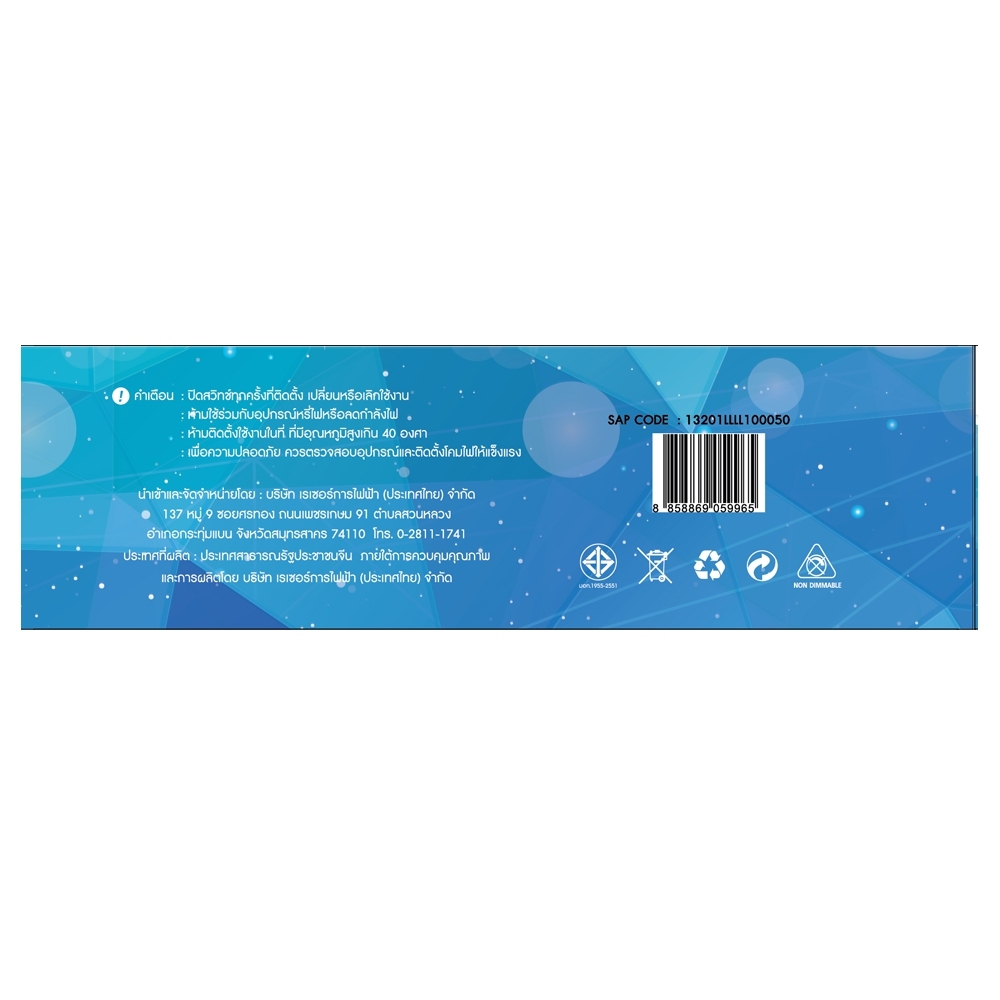 ! คำเตือน : ปิดสวิทช์ทุกครั้งที่ติดตั้ง เปลี่ยนหรือเลิกใช้งาน
: ห้ามใช้ร่วมกับอุปกรณ์หรี่ไฟหรือลดกำลังไฟ
: ห้ามติดตั้งใช้งานในที่ ที่มีอุณหภูมิสูงเกิน 40 องศา
: เพื่อความปลอดภัย ควรตรวจสอบอุปกรณ์และติดตั้งโคมไฟให้แข็งแรง
นำเข้าและจัดจำหน่ายโดย : บริษัท เรเซอร์การไฟฟ้า (ประเทศไทย) จำกัด
137 หมู่ 9 ซอยศรทอง ถนนเพชรเกษม 91 ตำบลสวนหลวง
อำเภอกระทุ่มแบน จังหวัดสมุทรสาคร 74110 โทร. 0-2811-1741
ประเทศที่ผลิต : ประเทศสาธารณรัฐประชาชนจีน ภายใต้การควบคุมคุณภาพ
และการผลิตโดย บริษัท เรเซอร์การไฟฟ้า (ประเทศไทย) จำกัด
SAP CODE : 13201LLLL100050
8 858869 059965
มอก.1955-2551
NON DIMMABLE